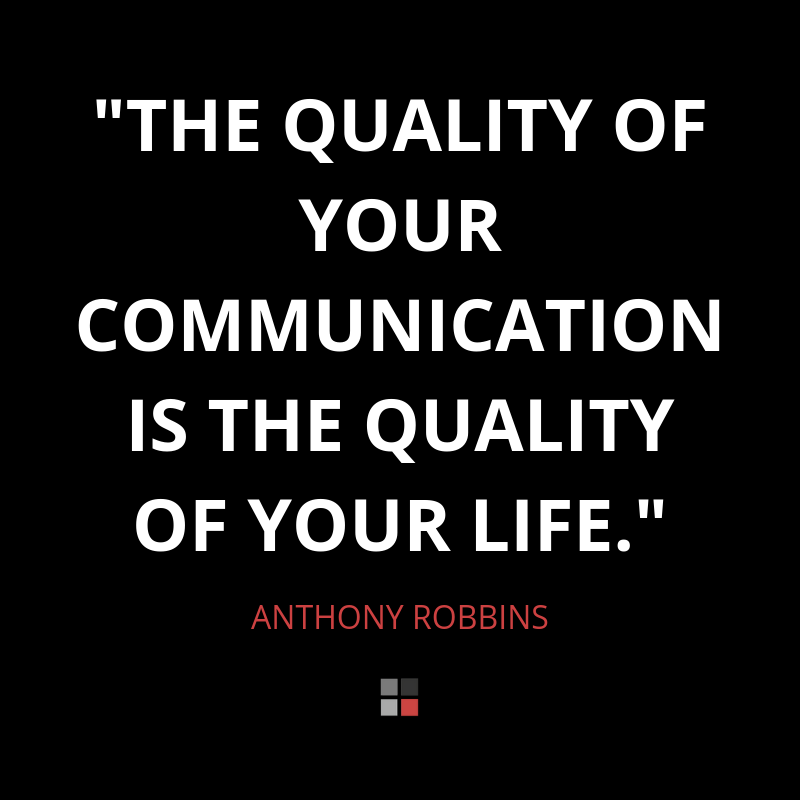 "THE QUALITY OF
YOUR
COMMUNICATION
IS THE QUALITY
OF YOUR LIFE."
ANTHONY ROBBINS